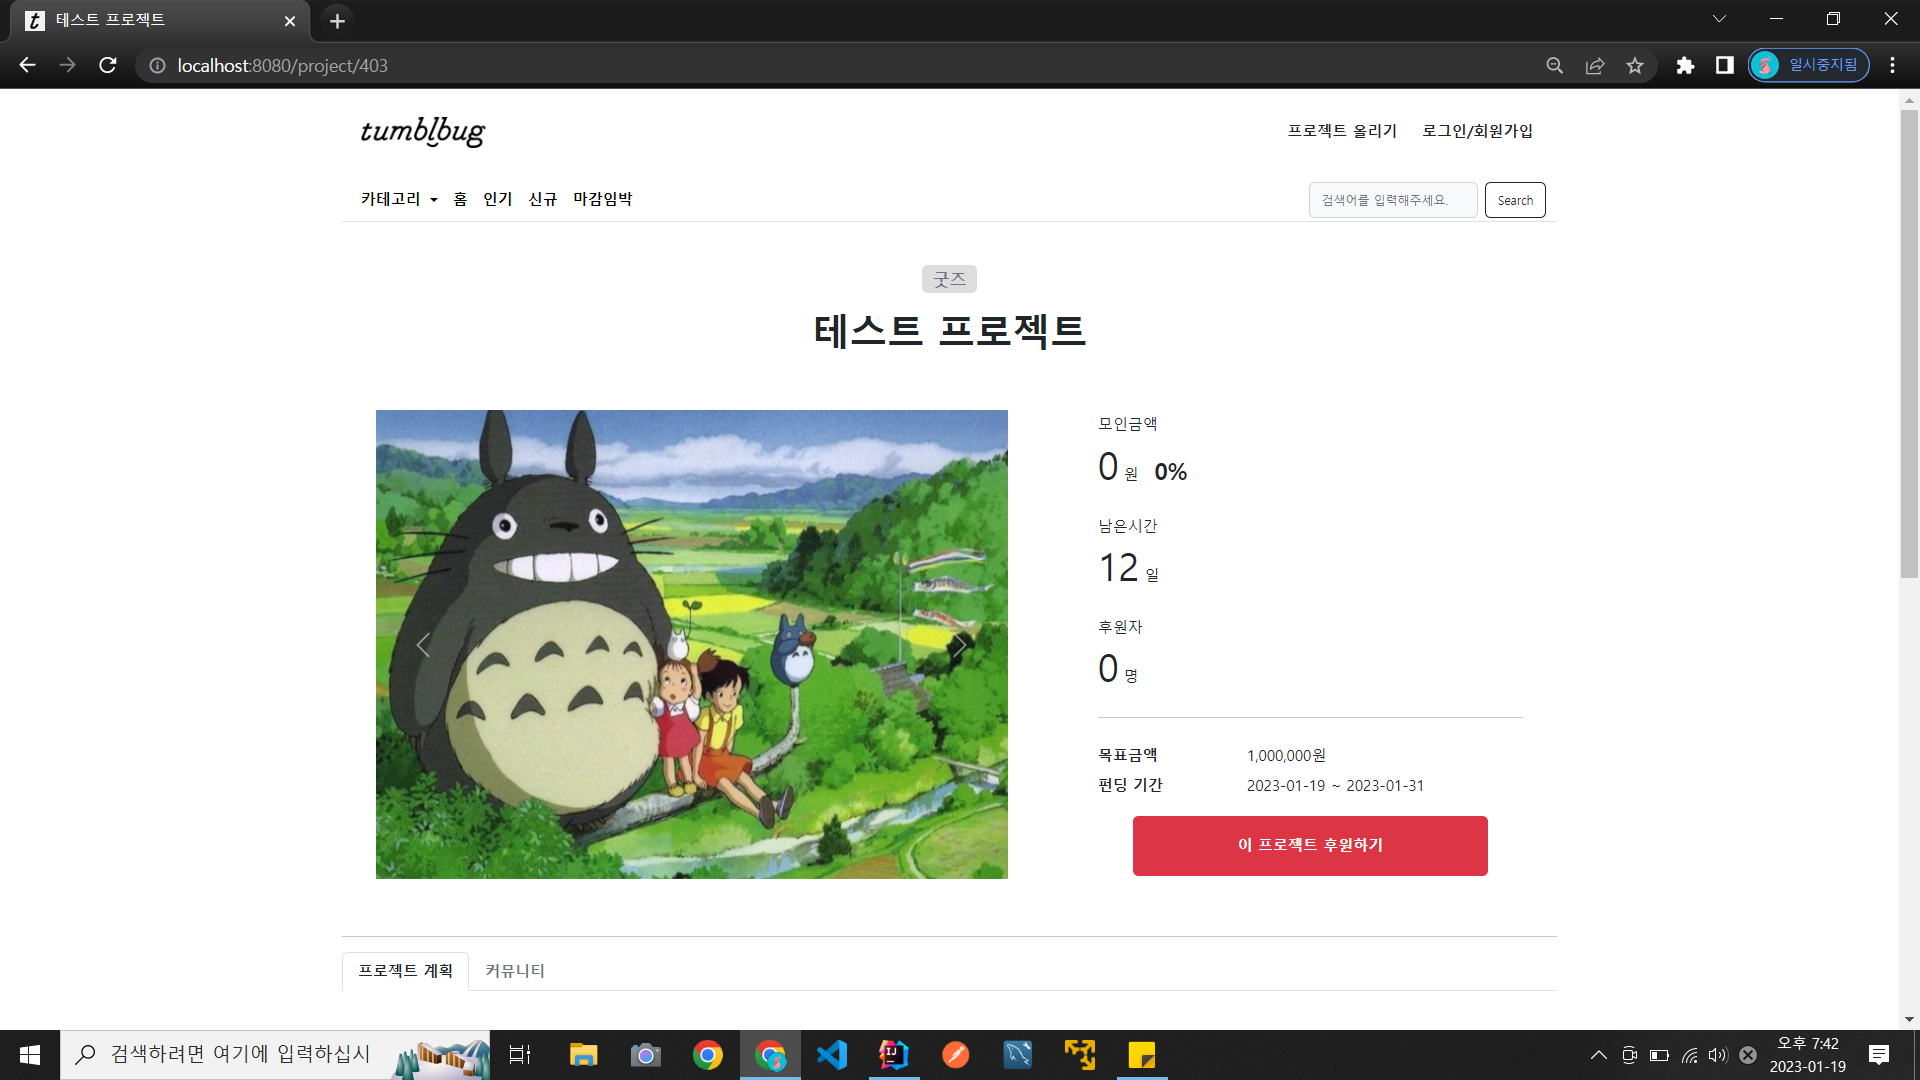 테스트 프로젝트
localhost:8080/project/403
일시중지됨
tumblbug
프로젝트 올리기
로그인/회원가입
카테고리
홈
인기
신규
마감임박
검색어를 입력해주세요.
Search
굿즈
테스트 프로젝트
모인금액
0 원 0%
남은시간
12 일
후원자
0 명
목표금액 1,000,000원
펀딩 기간 2023-01-19 ~ 2023-01-31
이 프로젝트 후원하기
프로젝트 계획
커뮤니티
검색하려면 여기에 입력하십시
오후 7:42
2023-01-19